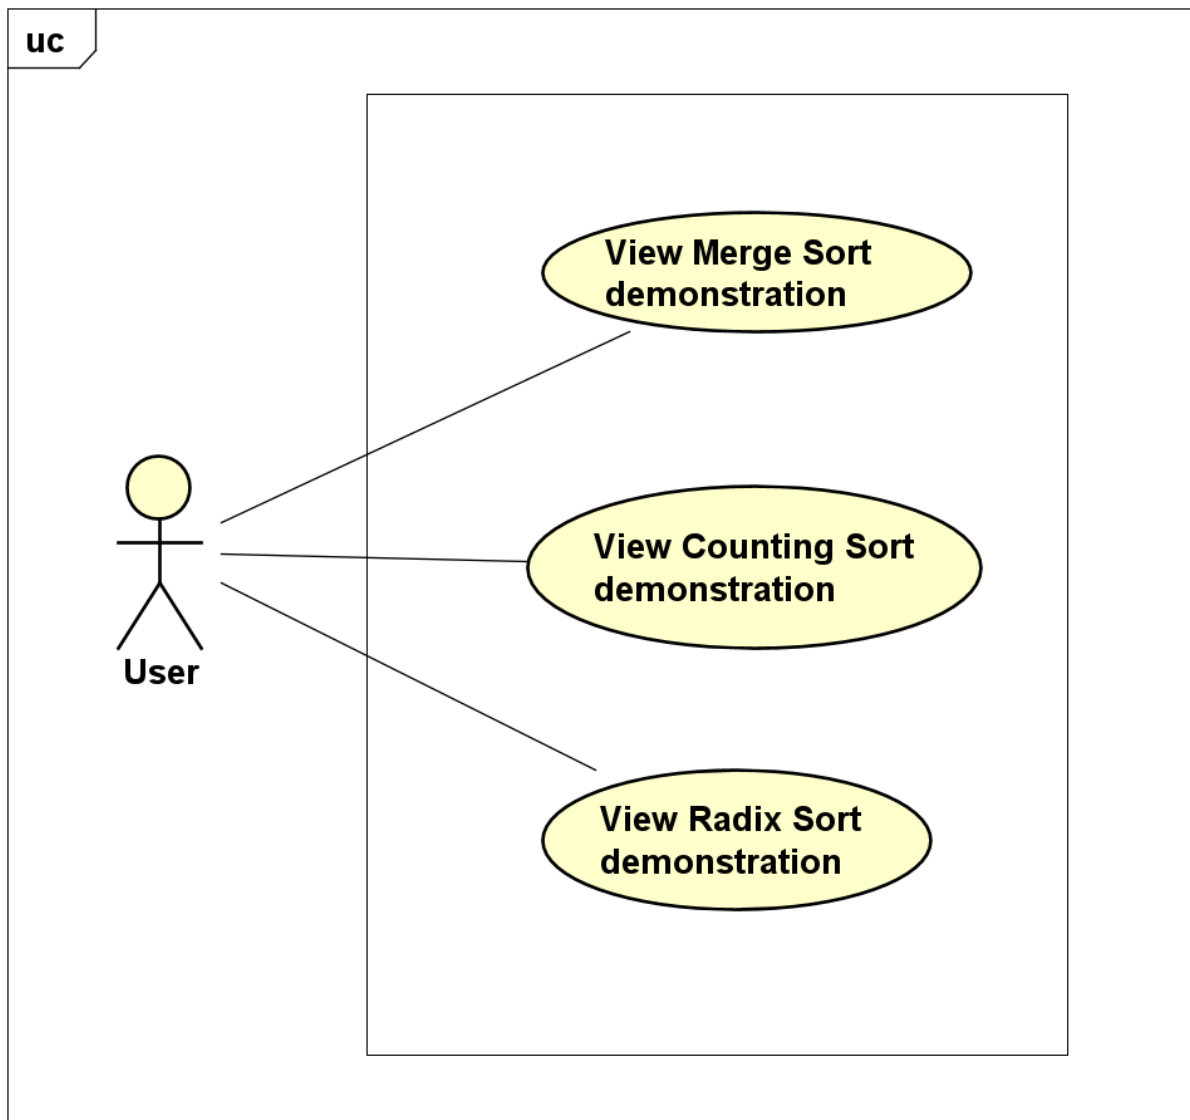 uc
View Merge Sort
demonstration
View Counting Sort
demonstration
User
View Radix Sort
demonstration